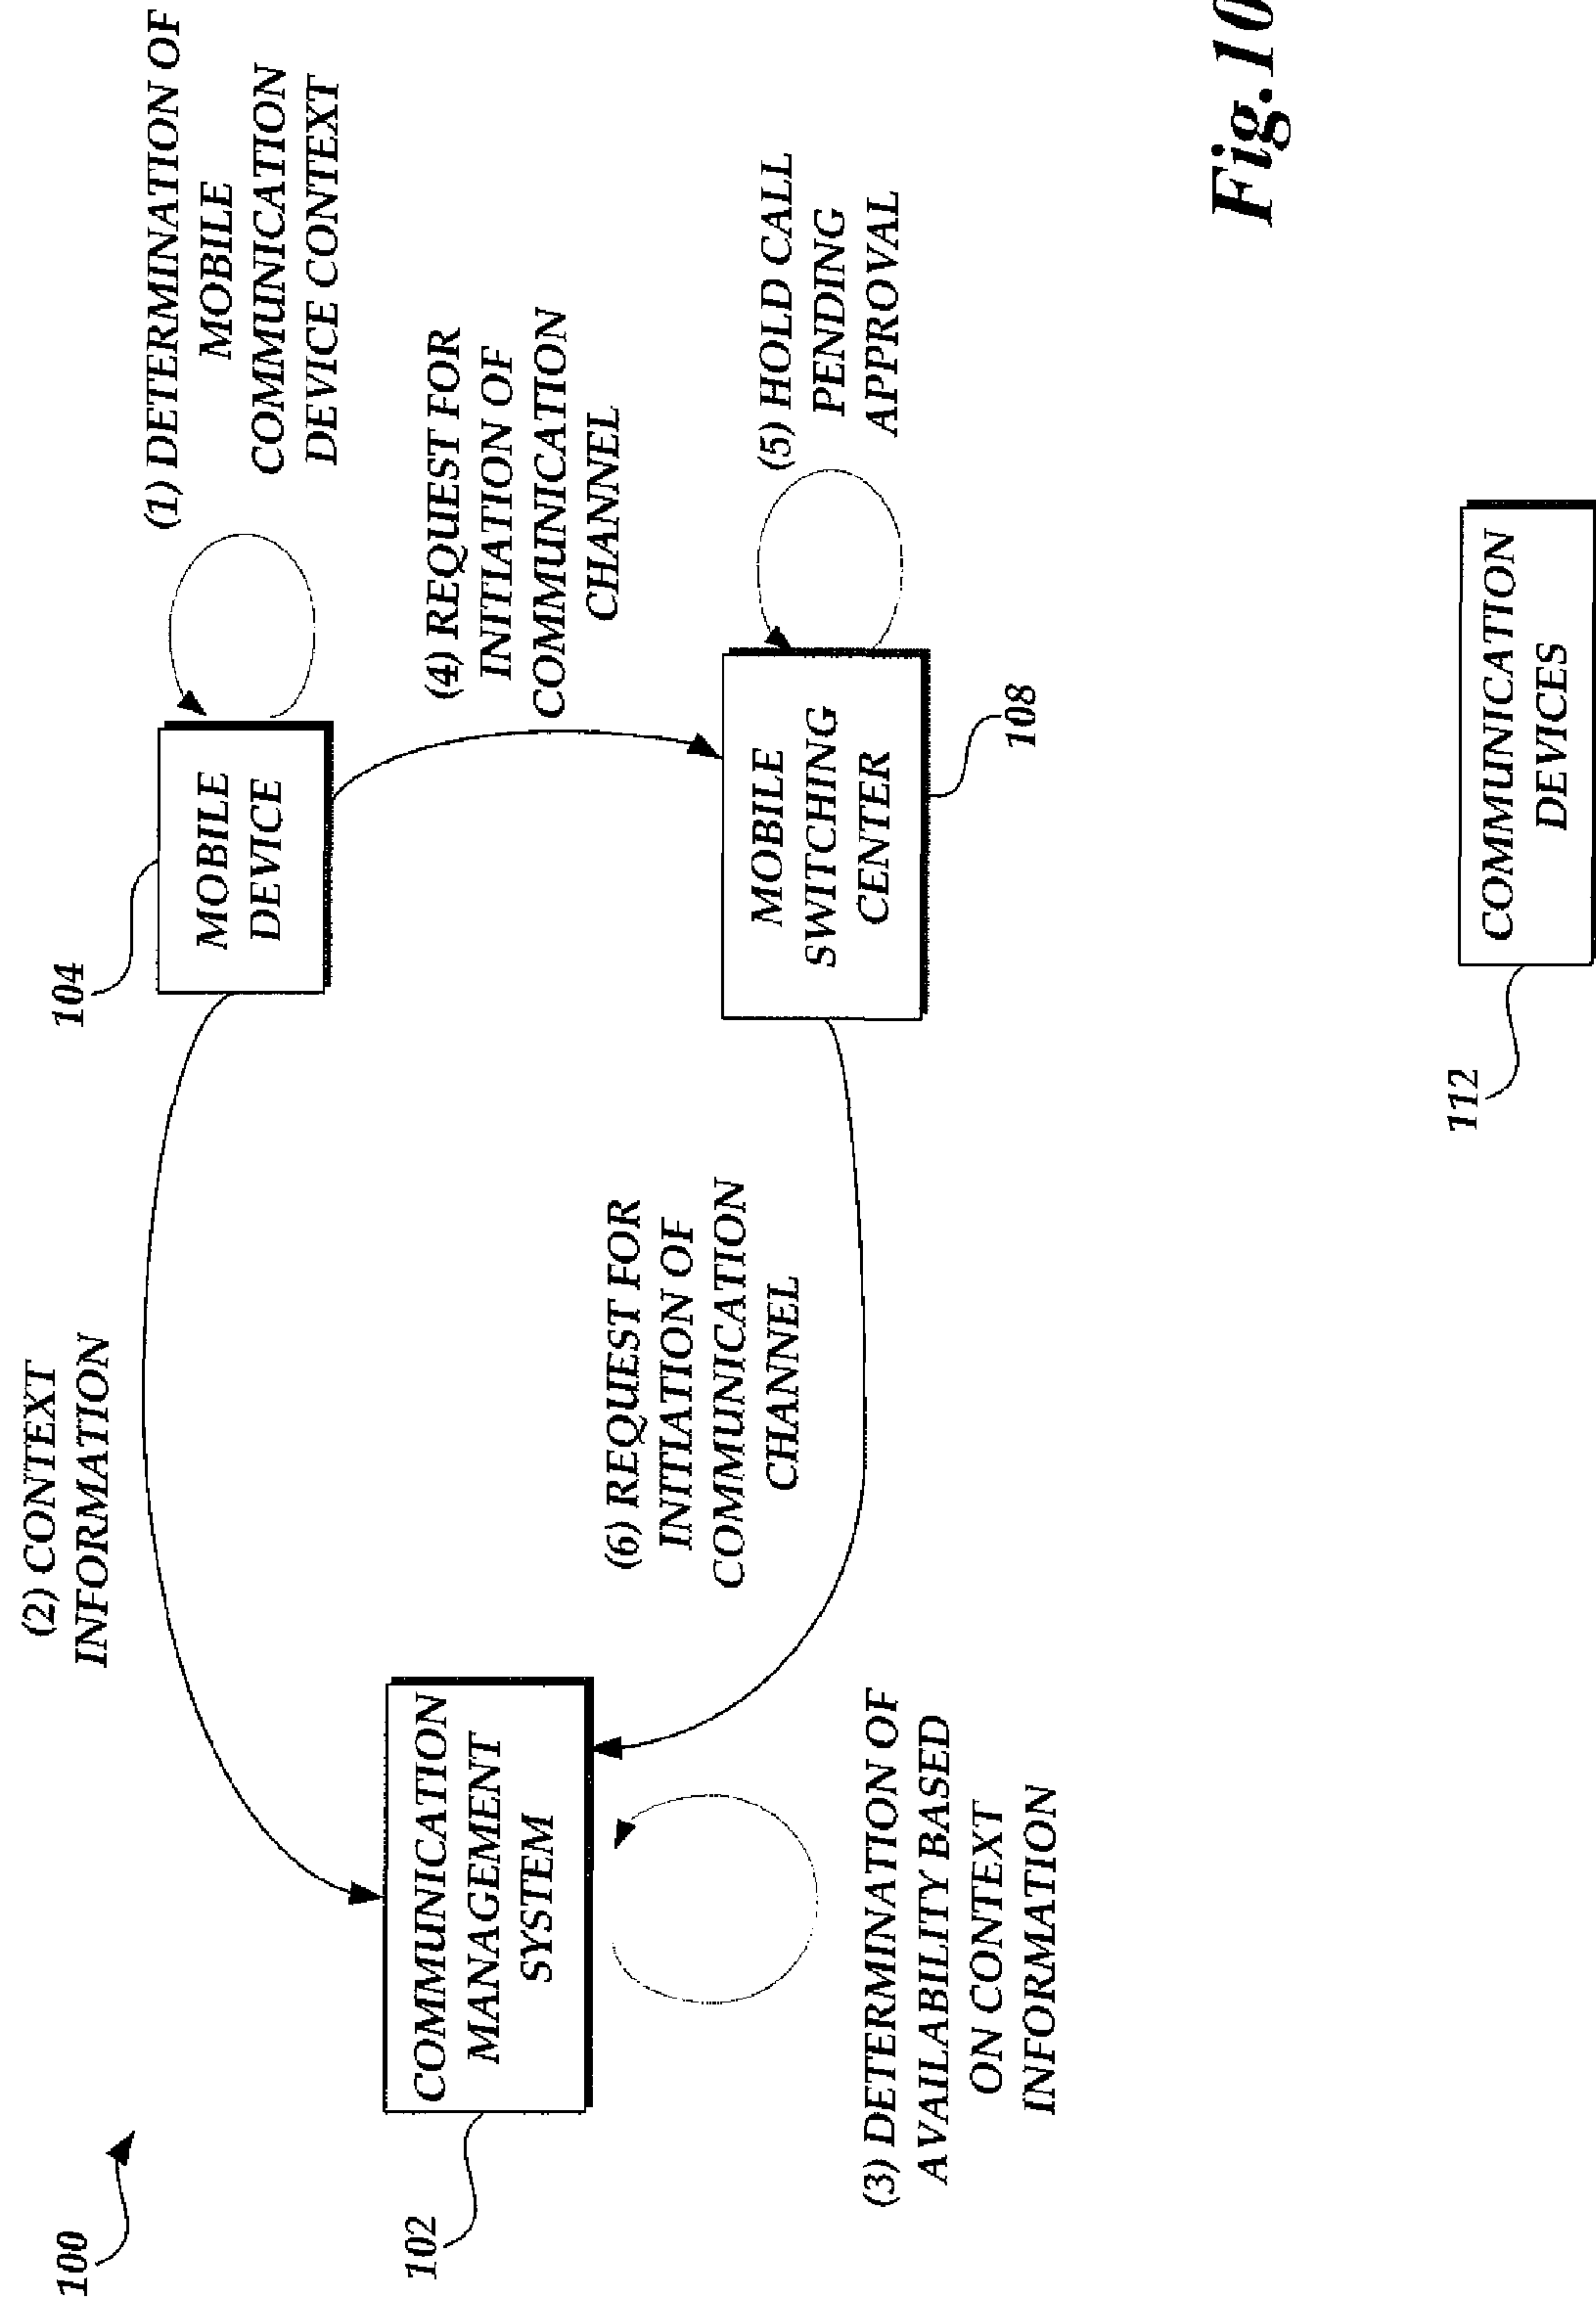 100
(2) CONTEXT
INFORMATION
104
(1) DETERMINATION OF
MOBILE
COMMUNICATION
DEVICE CONTEXT
MOBILE
DEVICE
102
COMMUNICATION
MANAGEMENT
SYSTEM
(4) REQUEST FOR
INITIATION OF
COMMUNICATION
CHANNEL
(6) REQUEST FOR
INITIATION OF
COMMUNICATION
CHANNEL
MOBILE
SWITCHING
CENTER
(5) HOLD CALL
PENDING
APPROVAL
108
(3) DETERMINATION OF
AVAILABILITY BASED
ON CONTEXT
INFORMATION
112
COMMUNICATION
DEVICES
Fig.10